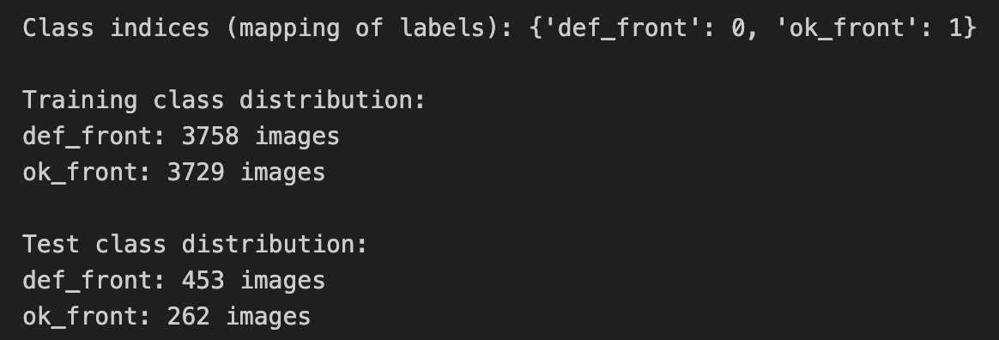 Class indices (mapping of labels): {'def_front': 0, 'ok_front': 1}
Training class distribution:
def_front: 3758 images
ok_front: 3729 images
Test class distribution:
def_front: 453 images
ok_front: 262 images